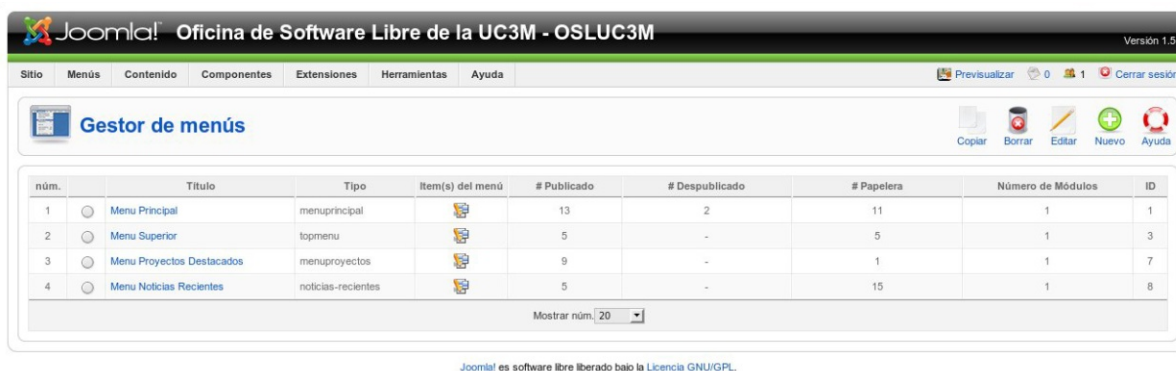 Joomla! Oficina de Software Libre de la UC3M - OSLUC3M
Versión 1.5
Sitio Menús Contenido Componentes Extensiones Herramientas Ayuda Previsualizar 0 1 Cerrar sesión
Gestor de menús
Copiar Borrar Editar Nuevo Ayuda
núm. Título Tipo Item(s) del menú # Publicado # Despublicado # Papelera Número de Módulos ID
1 Menu Principal menuprincipal 13 2 11 1 1
2 Menu Superior topmenu 5 - 5 1 3
3 Menu Proyectos Destacados menuproyectos 9 - 1 1 7
4 Menu Noticias Recientes noticias-recientes 5 - 15 1 8
Mostrar núm. 20
Joomla! es software libre liberado bajo la Licencia GNU/GPL.